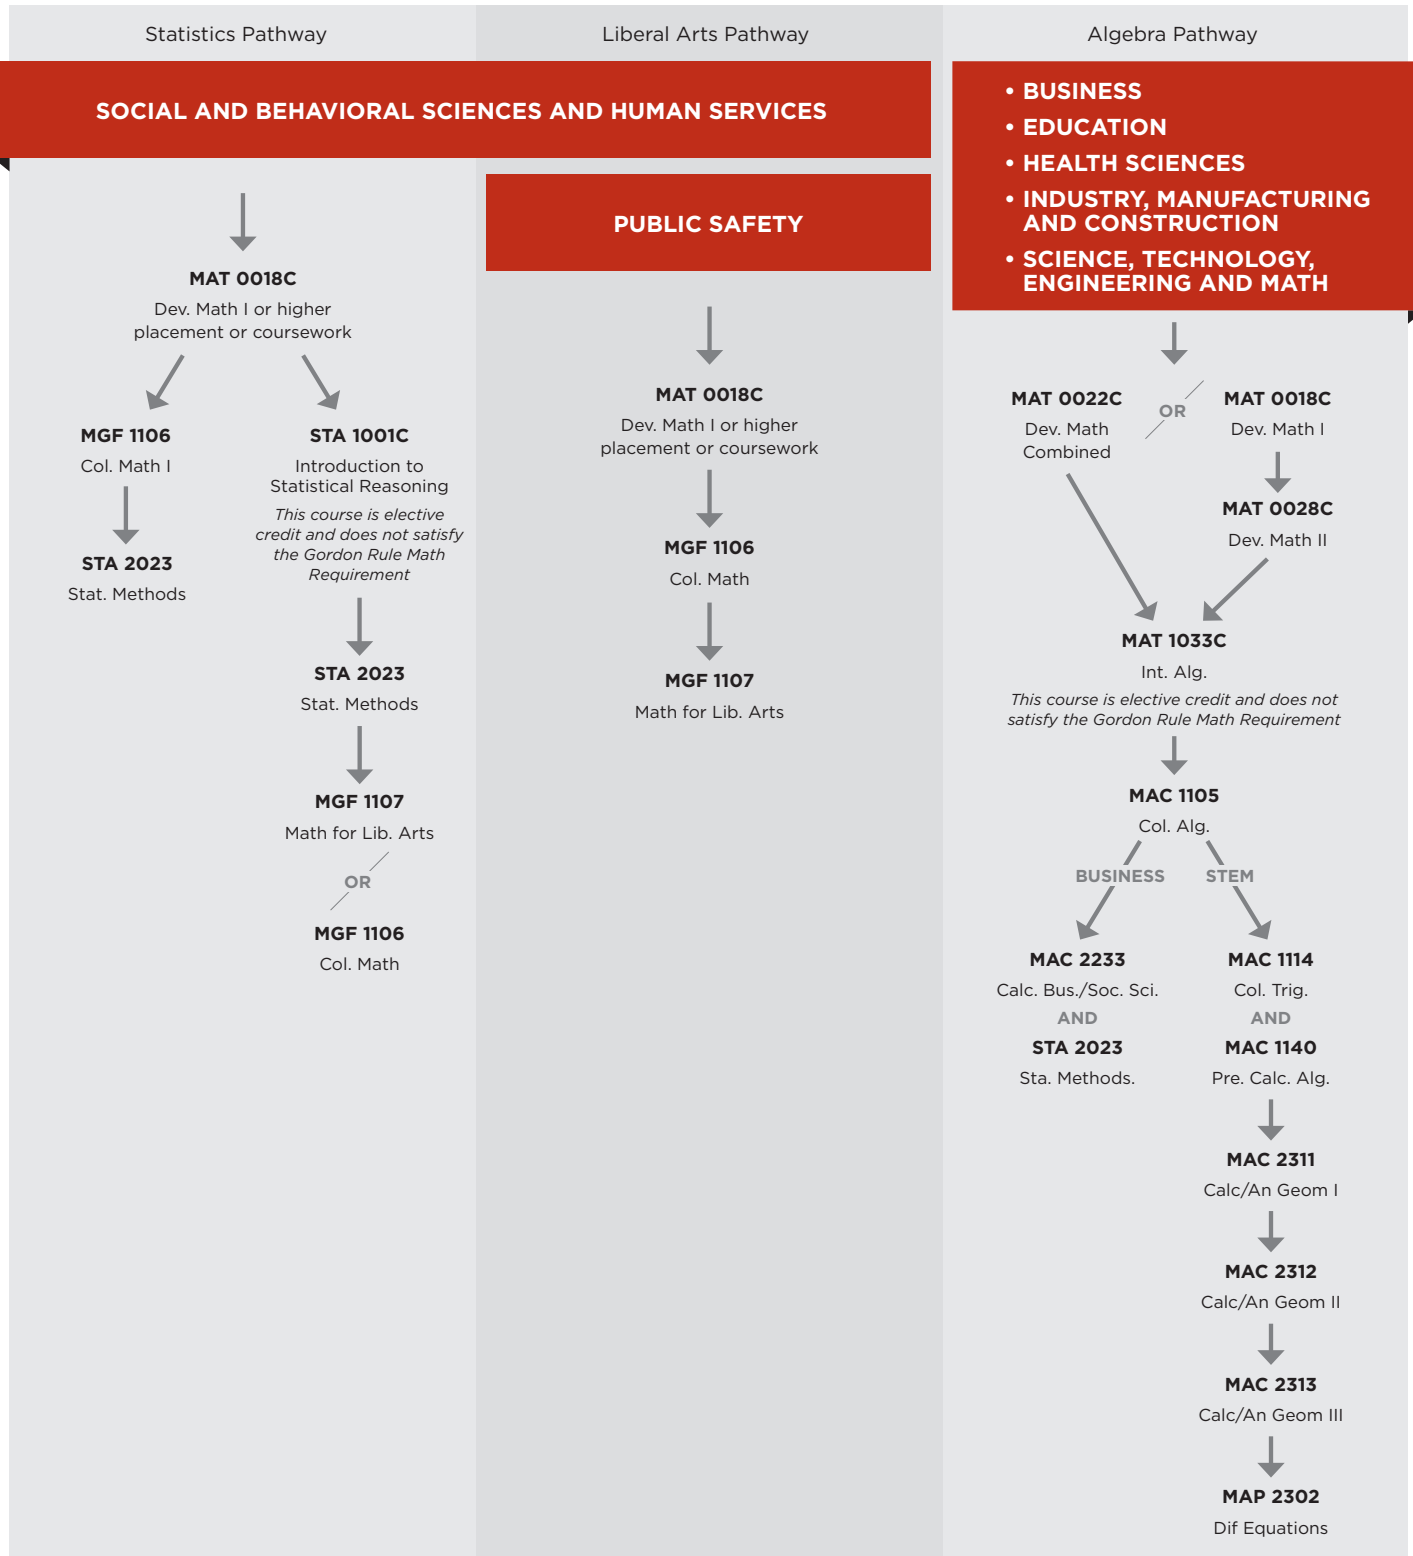 Statistics Pathway
Liberal Arts Pathway
Algebra Pathway
SOCIAL AND BEHAVIORAL SCIENCES AND HUMAN SERVICES
MAT 0018C
Dev. Math I or higher
placement or coursework
MGF 1106
Col. Math I
STA 2023
Stat. Methods
STA 1001C
Introduction to
Statistical Reasoning
This course is elective
credit and does not satisfy
the Gordon Rule Math
Requirement
STA 2023
Stat. Methods
MGF 1107
Math for Lib. Arts
OR
MGF 1106
Col. Math
PUBLIC SAFETY
MAT 0018C
Dev. Math I or higher
placement or coursework
MGF 1106
Col. Math
MGF 1107
Math for Lib. Arts
• BUSINESS
• EDUCATION
• HEALTH SCIENCES
• INDUSTRY, MANUFACTURING
AND CONSTRUCTION
• SCIENCE, TECHNOLOGY,
ENGINEERING AND MATH
MAT 0022C
Dev. Math
Combined
OR
MAT 0018C
Dev. Math I
MAT 0028C
Dev. Math II
MAT 1033C
Int. Alg.
This course is elective credit and does not
satisfy the Gordon Rule Math Requirement
MAC 1105
Col. Alg.
BUSINESS
MAC 2233
Calc. Bus./Soc. Sci.
AND
STA 2023
Sta. Methods.
STEM
MAC 1114
Col. Trig.
AND
MAC 1140
Pre. Calc. Alg.
MAC 2311
Calc/An Geom I
MAC 2312
Calc/An Geom II
MAC 2313
Calc/An Geom III
MAP 2302
Dif Equations